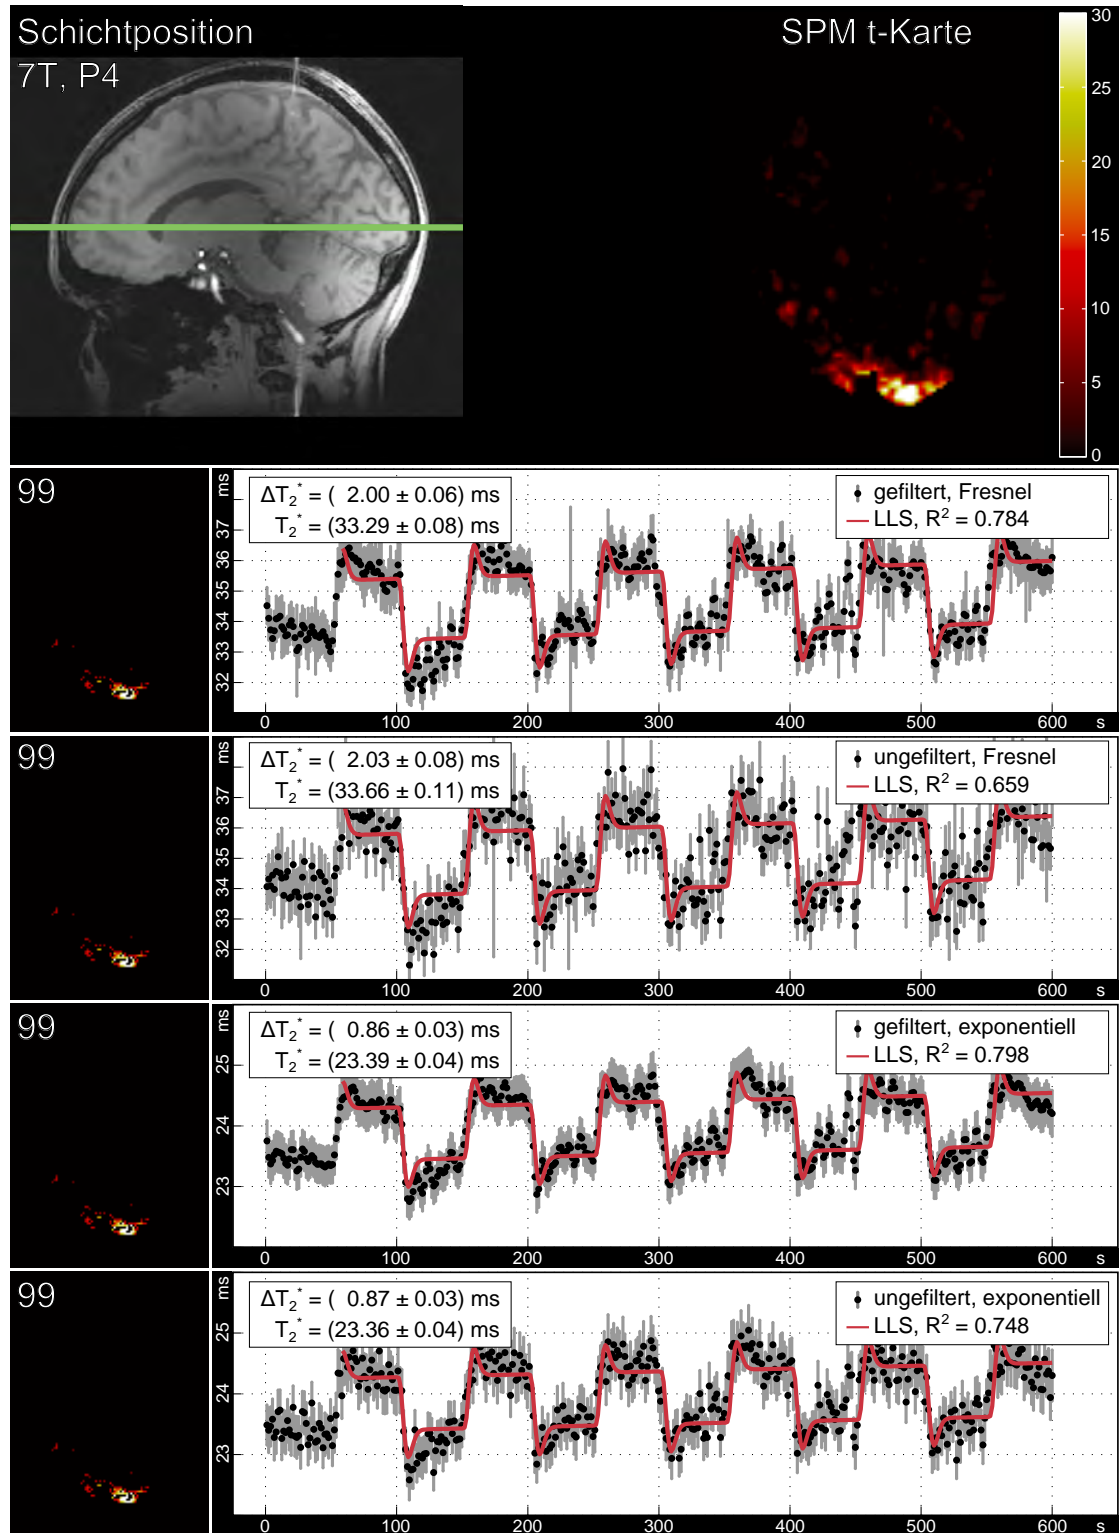 Schichtposition
7T, P4
SPM t-Karte
30
25
20
15
10
5
0
99
ms
37
36
35
34
33
32
ΔT₂* = ( 2.00 ± 0.06) ms
T₂* = (33.29 ± 0.08) ms
gefiltert, Fresnel
LLS, R² = 0.784
0 100 200 300 400 500 600 s
99
ms
37
36
35
34
33
32
ΔT₂* = ( 2.03 ± 0.08) ms
T₂* = (33.66 ± 0.11) ms
ungefiltert, Fresnel
LLS, R² = 0.659
0 100 200 300 400 500 600 s
99
ms
25
24
23
ΔT₂* = ( 0.86 ± 0.03) ms
T₂* = (23.39 ± 0.04) ms
gefiltert, exponentiell
LLS, R² = 0.798
0 100 200 300 400 500 600 s
99
ms
25
24
23
ΔT₂* = ( 0.87 ± 0.03) ms
T₂* = (23.36 ± 0.04) ms
ungefiltert, exponentiell
LLS, R² = 0.748
0 100 200 300 400 500 600 s